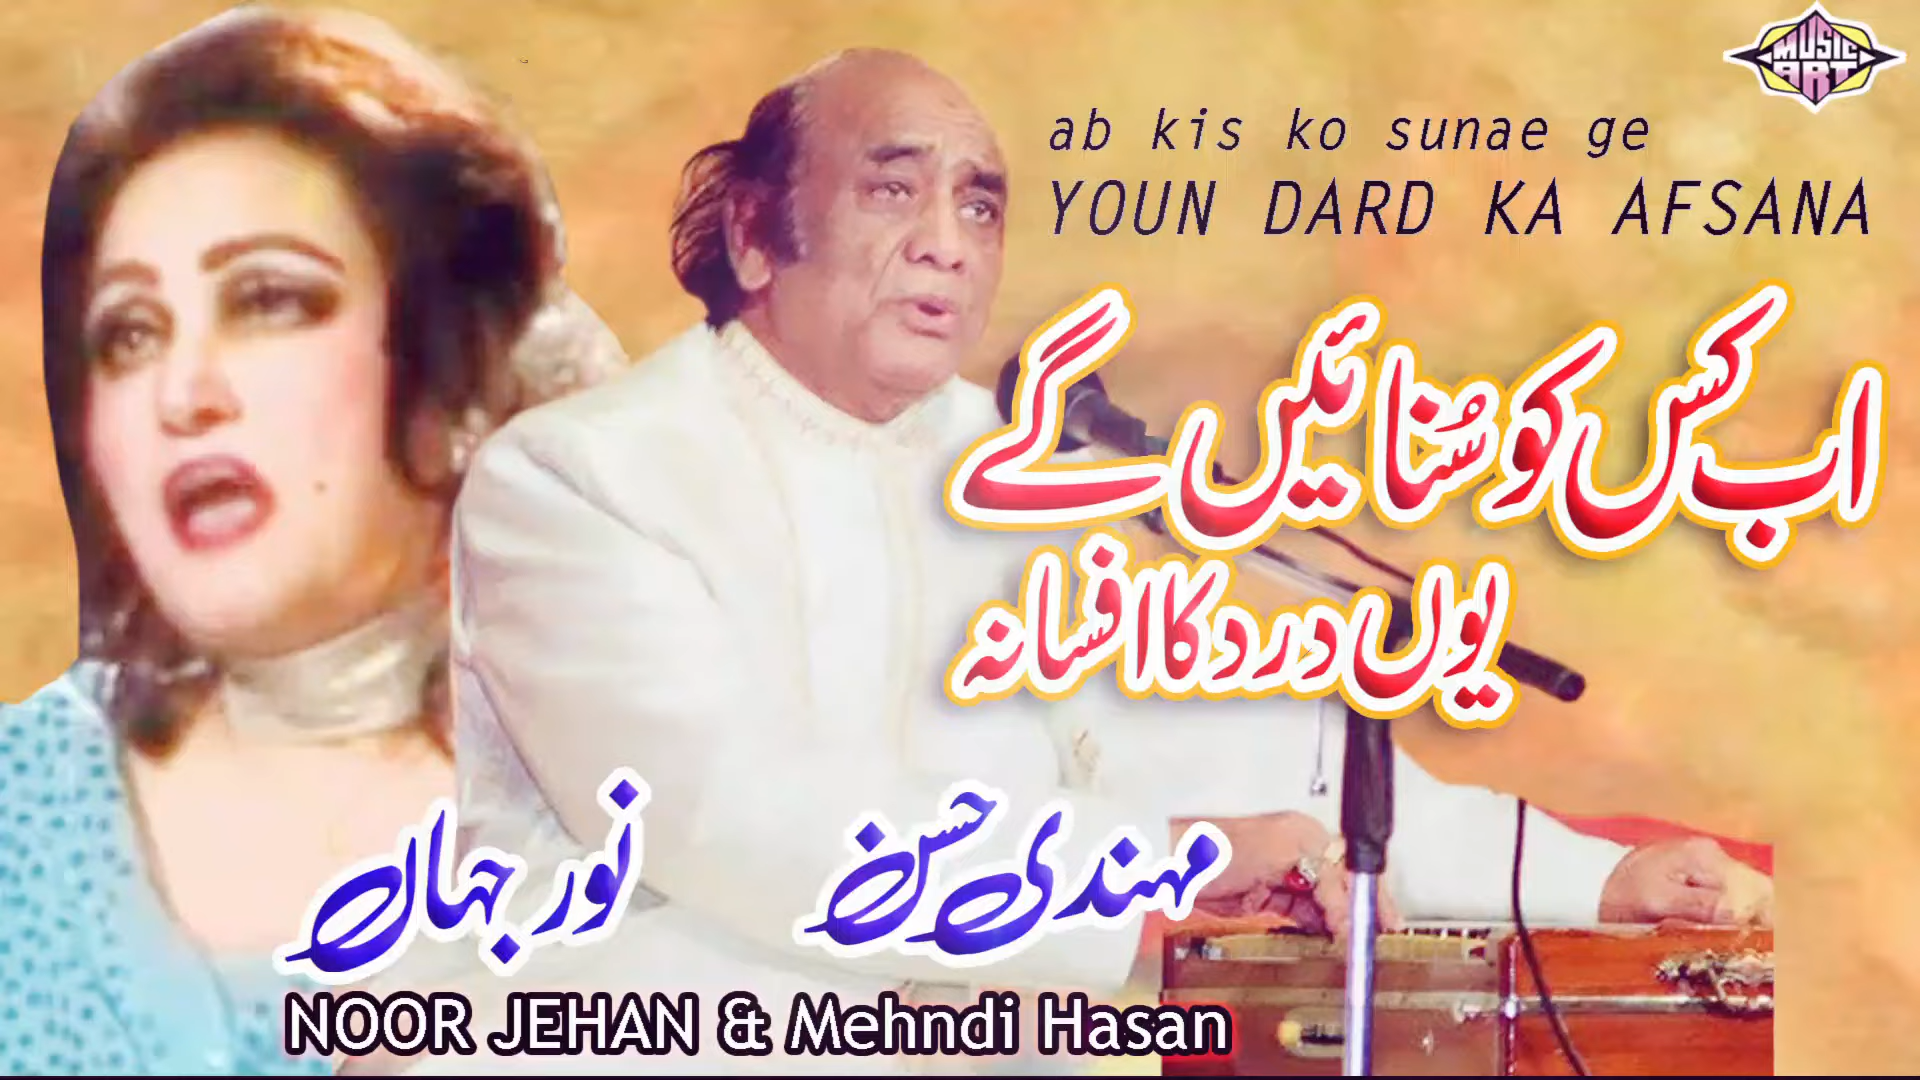 MUSIC ART
ab kis ko sunae ge
YOUN DARD KA AFSANA
اب کس کو سُنائیں گے
یوں درد کا افسانہ
نور جہاں
مہندی حسن
NOOR JEHAN & Mehndi Hasan